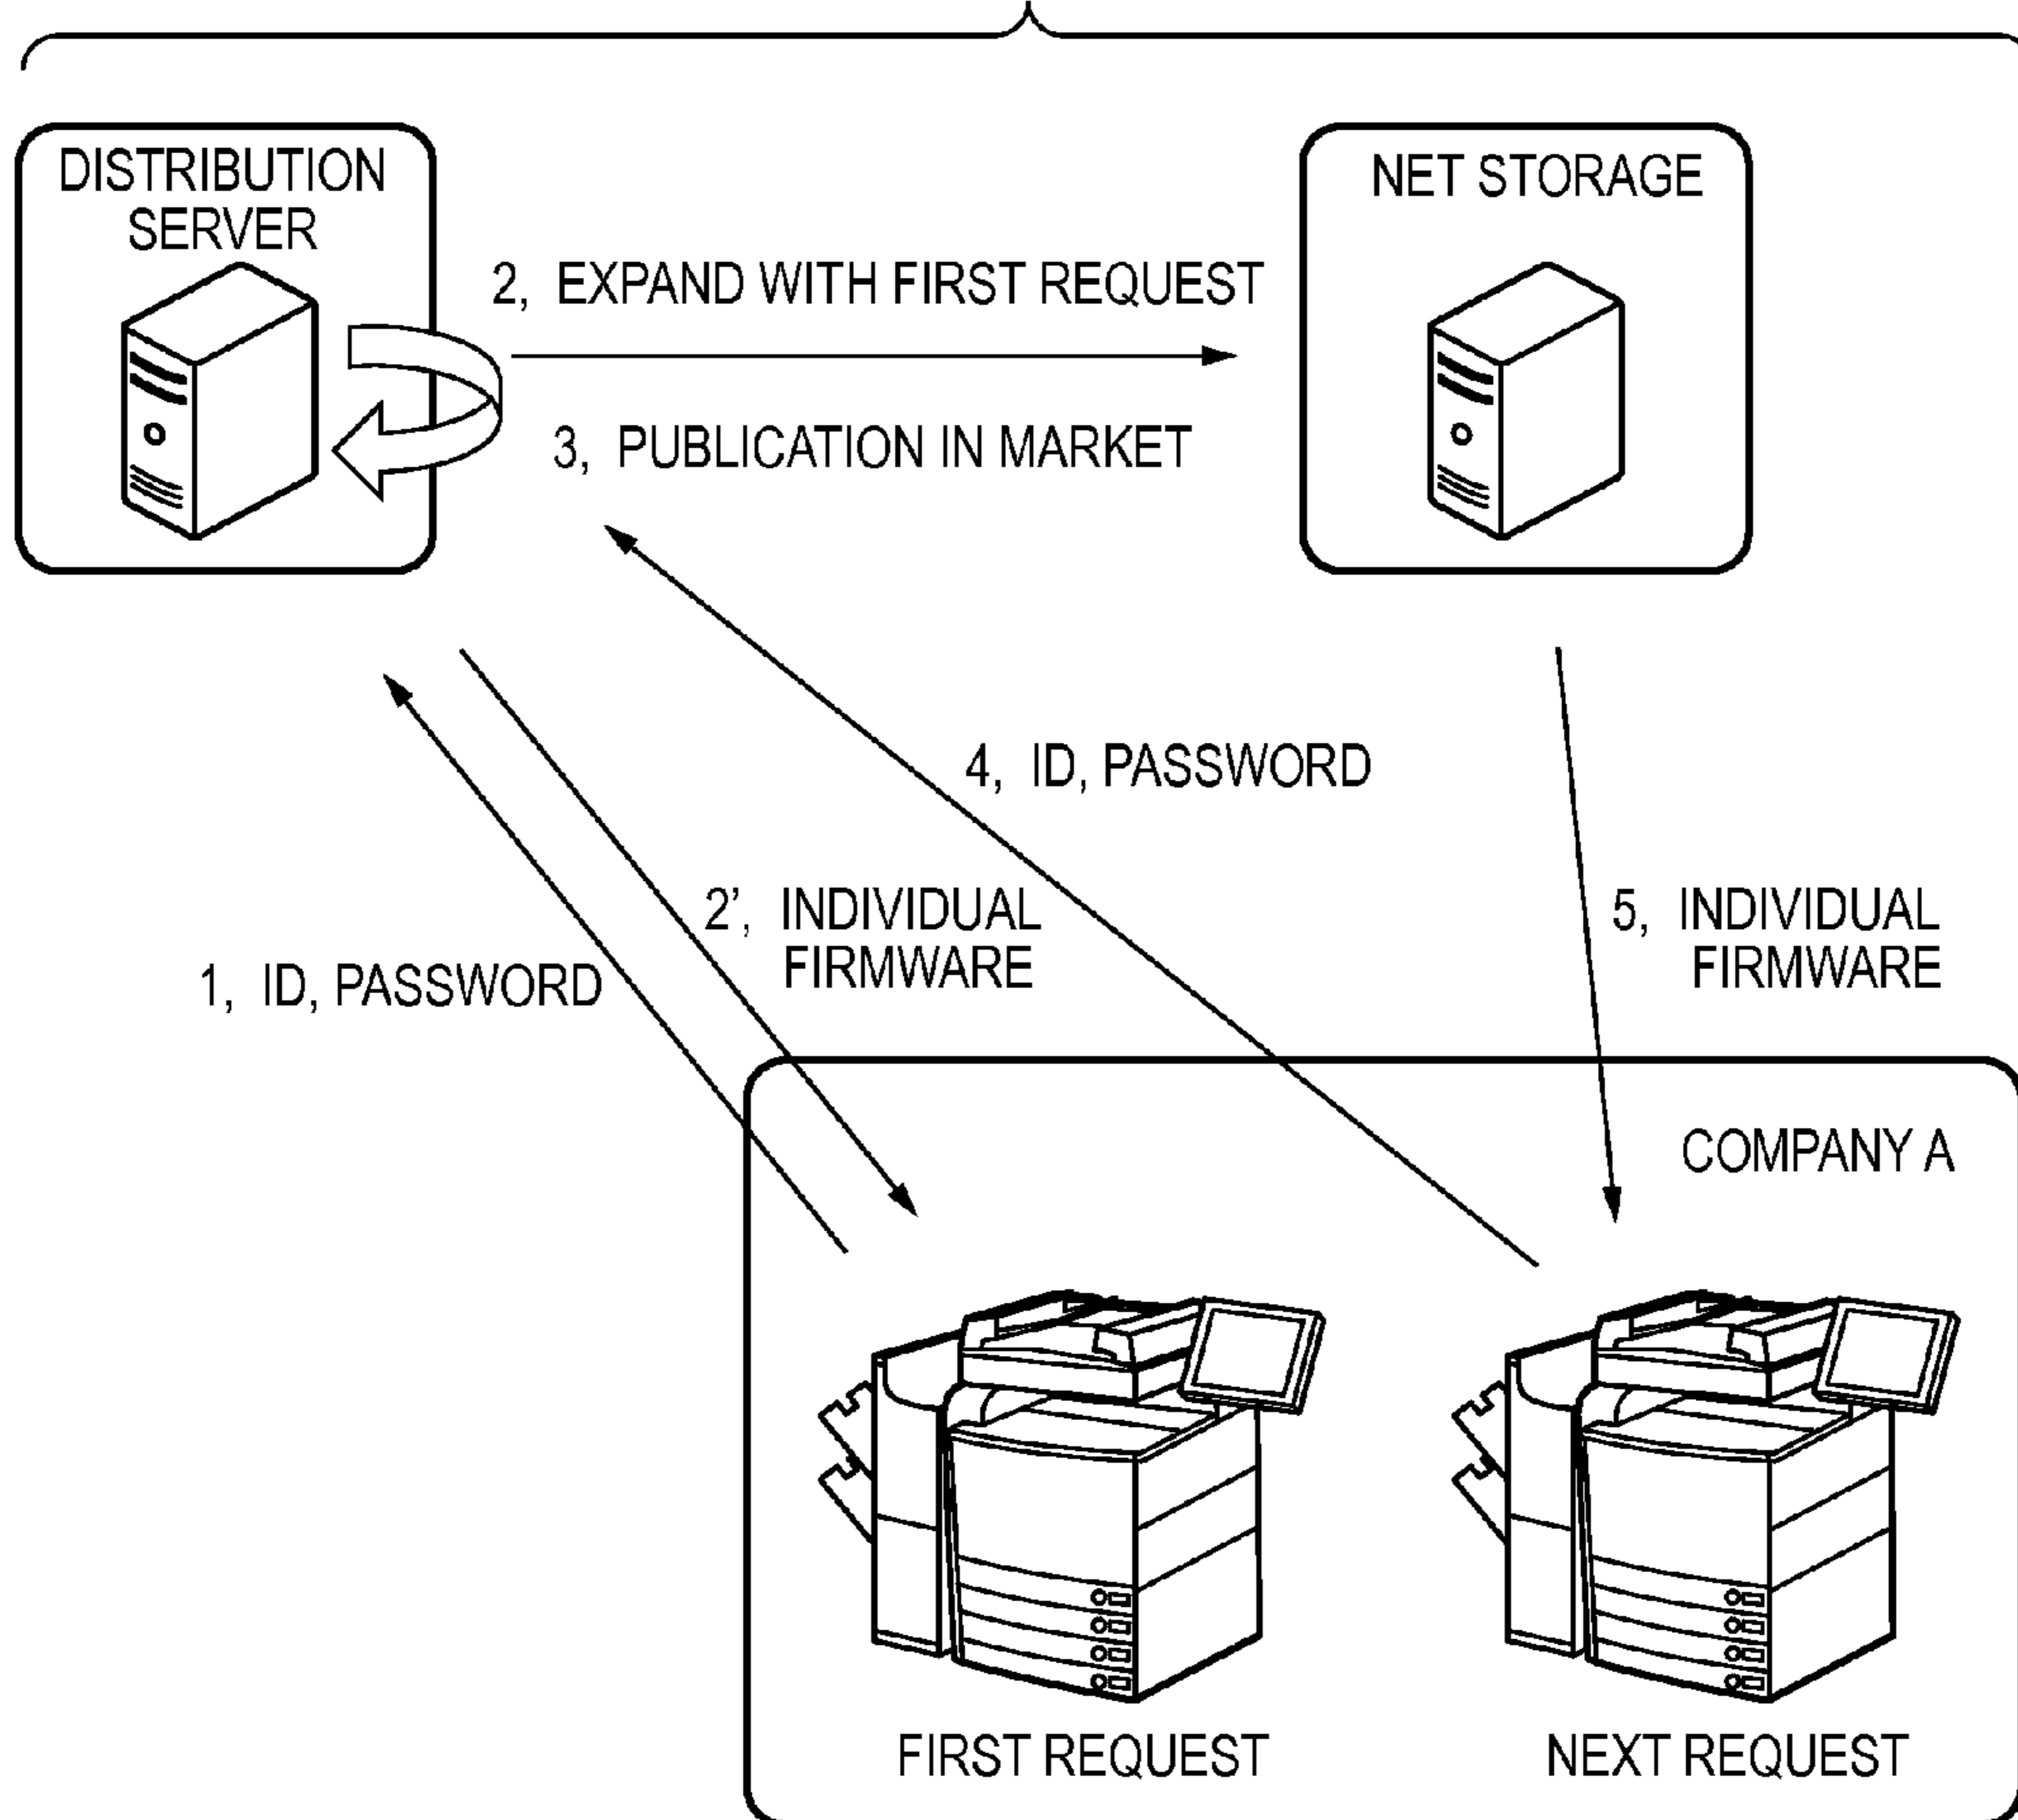 DISTRIBUTION
SERVER
NET STORAGE
2, EXPAND WITH FIRST REQUEST
3, PUBLICATION IN MARKET
4, ID, PASSWORD
2', INDIVIDUAL
FIRMWARE
5, INDIVIDUAL
FIRMWARE
1, ID, PASSWORD
COMPANY A
FIRST REQUEST
NEXT REQUEST